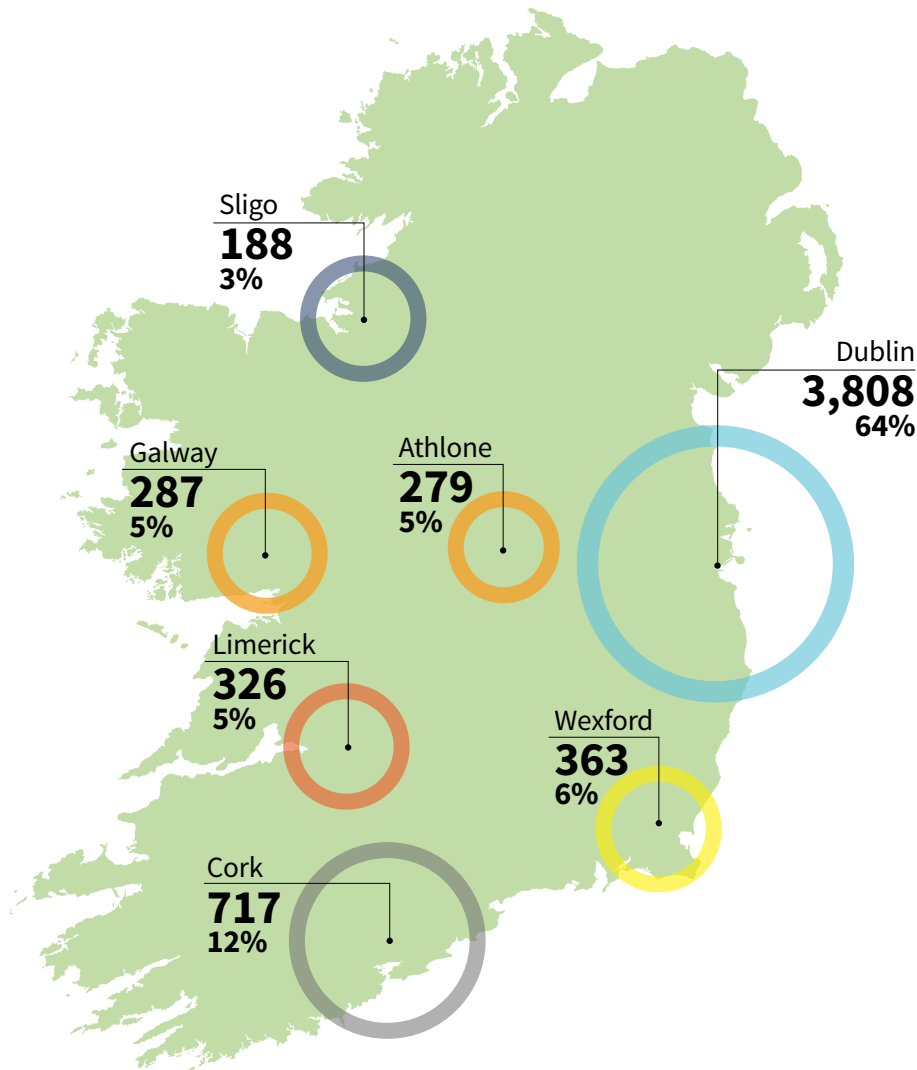 Sligo
188
3%
Dublin
3,808
64%
Galway
287
5%
Athlone
279
5%
Limerick
326
5%
Wexford
363
6%
Cork
717
12%